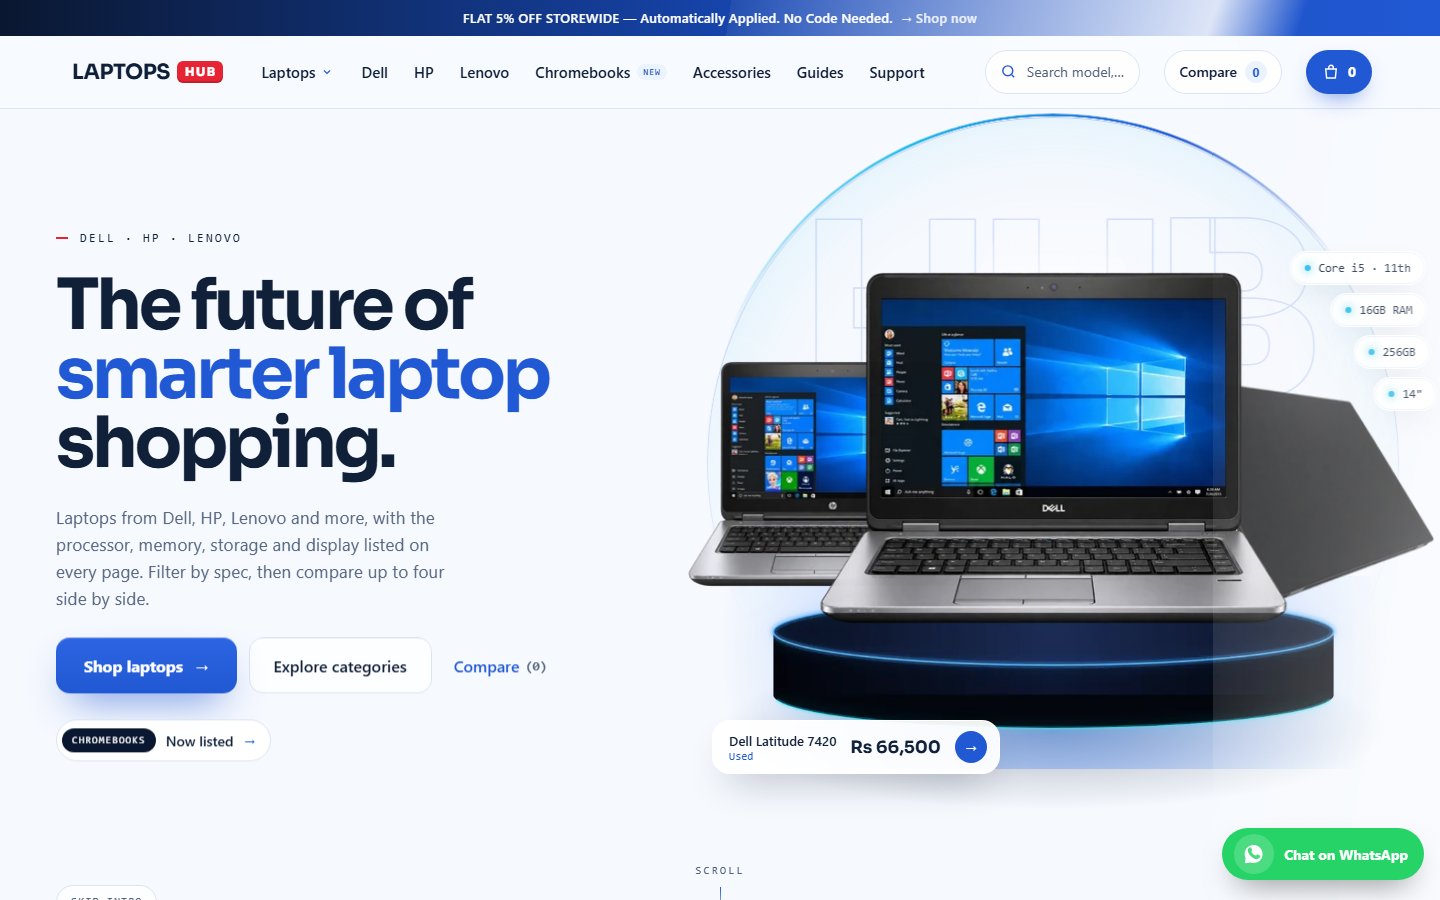 FLAT 5% OFF STOREWIDE — Automatically Applied. No Code Needed. → Shop now
LAPTOPS HUB
Laptops Dell HP Lenovo Chromebooks NEW Accessories Guides Support
Search model,...
Compare 0
0
— DELL · HP · LENOVO
The future of
smarter laptop
shopping.
Laptops from Dell, HP, Lenovo and more, with the
processor, memory, storage and display listed on
every page. Filter by spec, then compare up to four
side by side.
Shop laptops →
Explore categories
Compare (0)
CHROMEBOOKS Now listed →
HUB
Core i5 · 11th
16GB RAM
256GB
14"
DELL
Dell Latitude 7420
Used
Rs 66,500
→
SCROLL
SKIP INTRO
Chat on WhatsApp